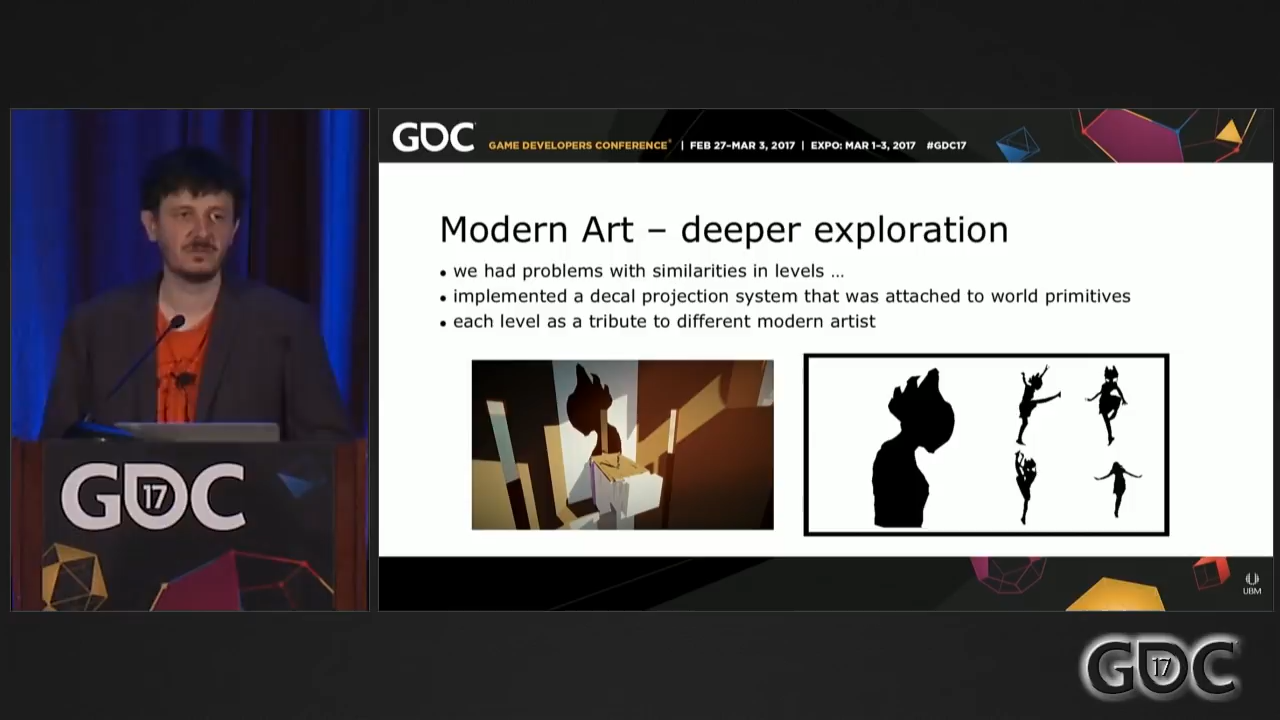 GDC GAME DEVELOPERS CONFERENCE® | FEB 27–MAR 3, 2017 | EXPO: MAR 1–3, 2017 #GDC17
Modern Art – deeper exploration
• we had problems with similarities in levels ...
• implemented a decal projection system that was attached to world primitives
• each level as a tribute to different modern artist
GDC
17
UBM
GDC
17